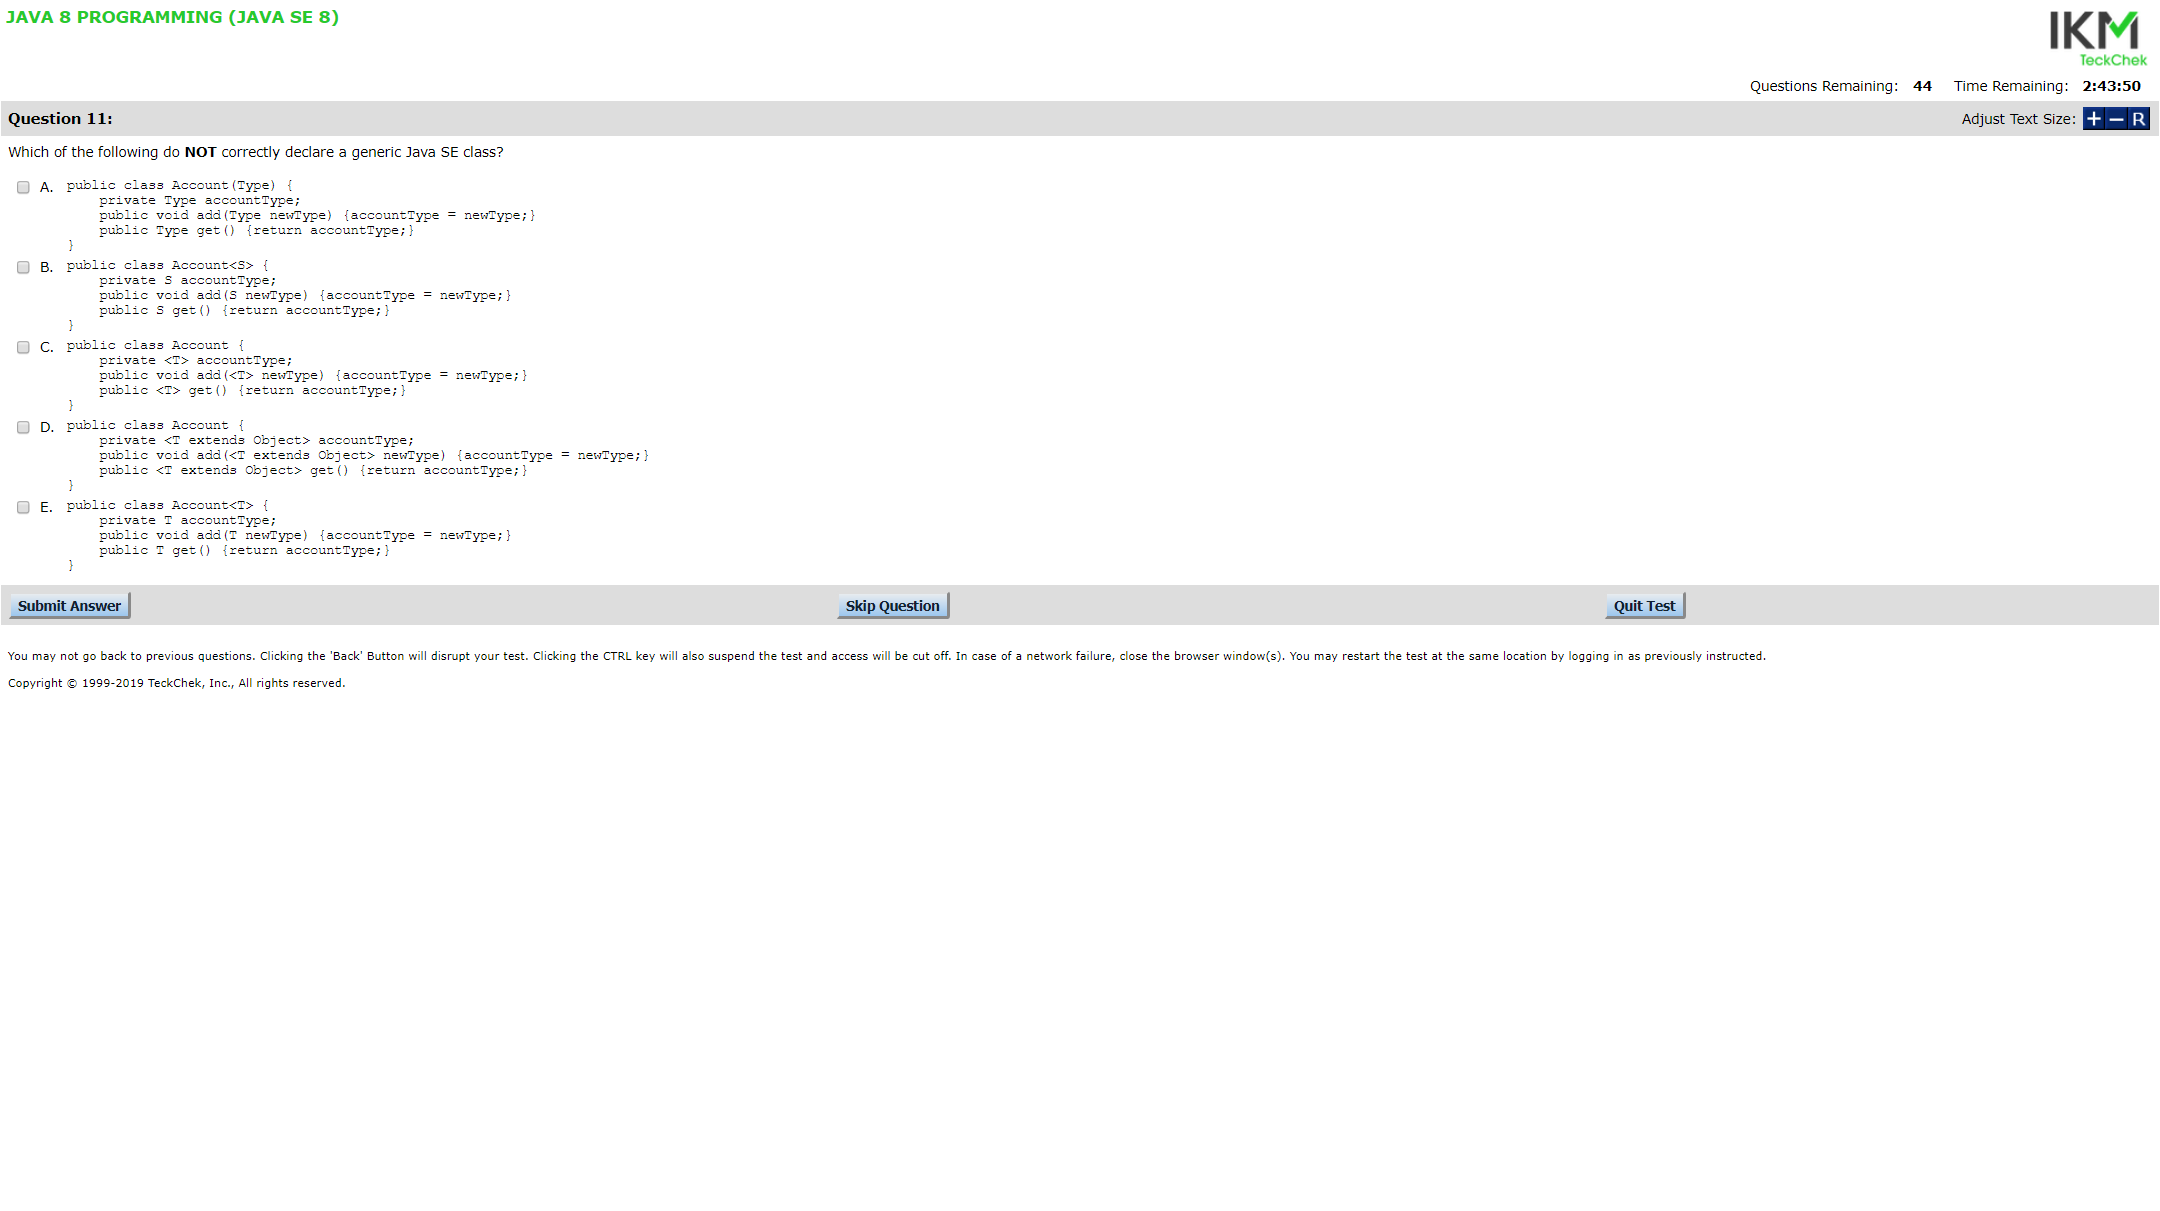 JAVA 8 PROGRAMMING (JAVA SE 8)
IKM
TeckChek
Questions Remaining: 44 Time Remaining: 2:43:50
Question 11:
Adjust Text Size: + - R
Which of the following do NOT correctly declare a generic Java SE class?
A. public class Account(Type) {
    private Type accountType;
    public void add(Type newType) {accountType = newType;}
    public Type get() {return accountType;}
}
B. public class Account<S> {
    private S accountType;
    public void add(S newType) {accountType = newType;}
    public S get() {return accountType;}
}
C. public class Account {
    private <T> accountType;
    public void add(<T> newType) {accountType = newType;}
    public <T> get() {return accountType;}
}
D. public class Account {
    private <T extends Object> accountType;
    public void add(<T extends Object> newType) {accountType = newType;}
    public <T extends Object> get() {return accountType;}
}
E. public class Account<T> {
    private T accountType;
    public void add(T newType) {accountType = newType;}
    public T get() {return accountType;}
}
Submit Answer
Skip Question
Quit Test
You may not go back to previous questions. Clicking the 'Back' Button will disrupt your test. Clicking the CTRL key will also suspend the test and access will be cut off. In case of a network failure, close the browser window(s). You may restart the test at the same location by logging in as previously instructed.
Copyright © 1999-2019 TeckChek, Inc., All rights reserved.